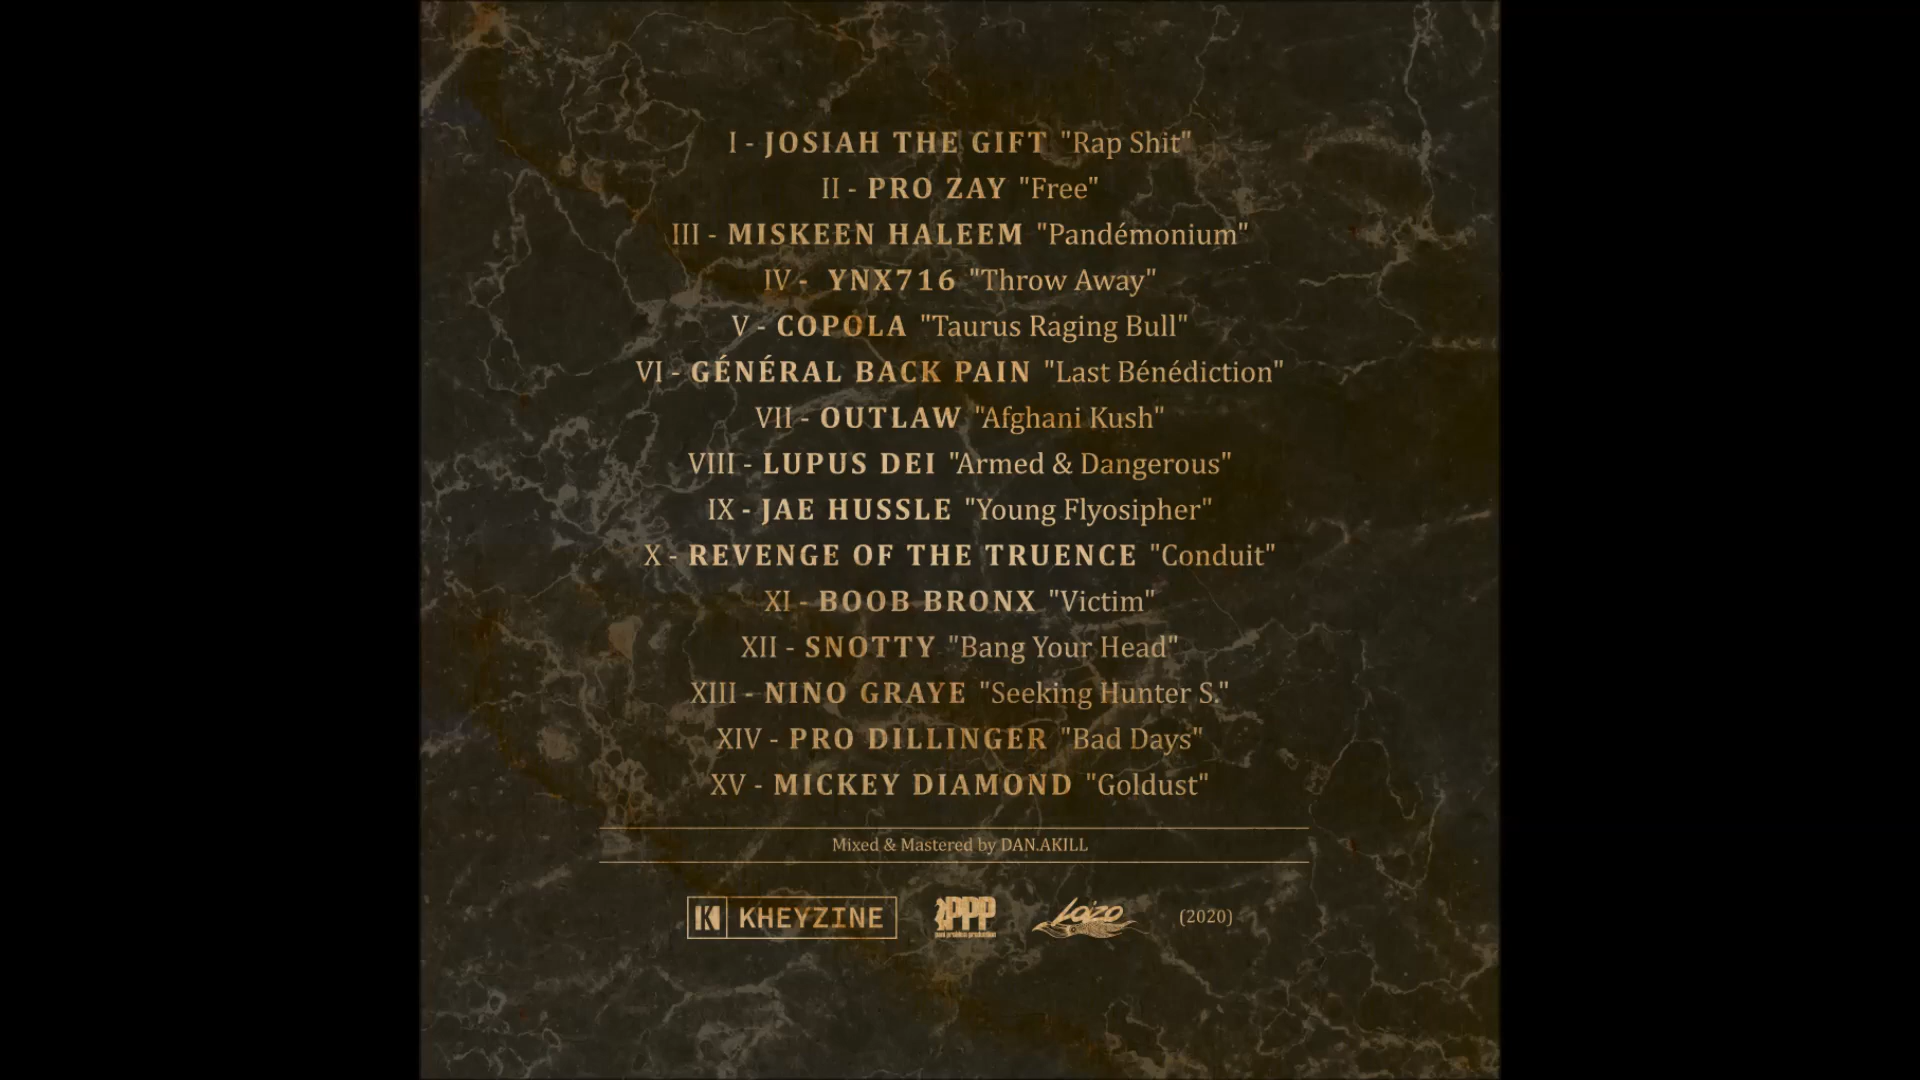 I - JOSIAH THE GIFT "Rap Shit"
II - PRO ZAY "Free"
III - MISKEEN HALEEM "Pandémonium"
IV - YNX716 "Throw Away"
V - COPOLA "Taurus Raging Bull"
VI - GÉNÉRAL BACK PAIN "Last Bénédiction"
VII - OUTLAW "Afghani Kush"
VIII - LUPUS DEI "Armed & Dangerous"
IX - JAE HUSSLE "Young Flyosipher"
X - REVENGE OF THE TRUENCE "Conduit"
XI - BOOB BRONX "Victim"
XII - SNOTTY "Bang Your Head"
XIII - NINO GRAYE "Seeking Hunter S."
XIV - PRO DILLINGER "Bad Days"
XV - MICKEY DIAMOND "Goldust"
Mixed & Mastered by DAN.AKILL
K KHEYZINE PPP Loizo (2020)